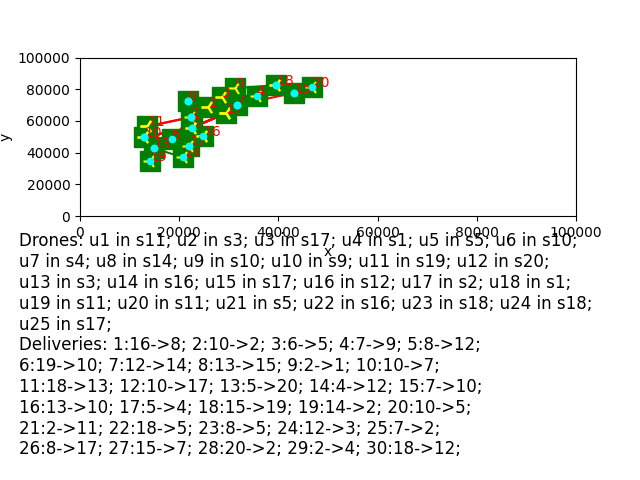 100000
80000
60000
40000
20000
0
y
0 20000 40000 60000 80000 100000
x
Drones: u1 in s11; u2 in s3; u3 in s17; u4 in s1; u5 in s5; u6 in s10;
u7 in s4; u8 in s14; u9 in s10; u10 in s9; u11 in s19; u12 in s20;
u13 in s3; u14 in s16; u15 in s17; u16 in s12; u17 in s2; u18 in s1;
u19 in s11; u20 in s11; u21 in s5; u22 in s16; u23 in s18; u24 in s18;
u25 in s17;
Deliveries: 1:16->8; 2:10->2; 3:6->5; 4:7->9; 5:8->12;
6:19->10; 7:12->14; 8:13->15; 9:2->1; 10:10->7;
11:18->13; 12:10->17; 13:5->20; 14:4->12; 15:7->10;
16:13->10; 17:5->4; 18:15->19; 19:14->2; 20:10->5;
21:2->11; 22:18->5; 23:8->5; 24:12->3; 25:7->2;
26:8->17; 27:15->7; 28:20->2; 29:2->4; 30:18->12;